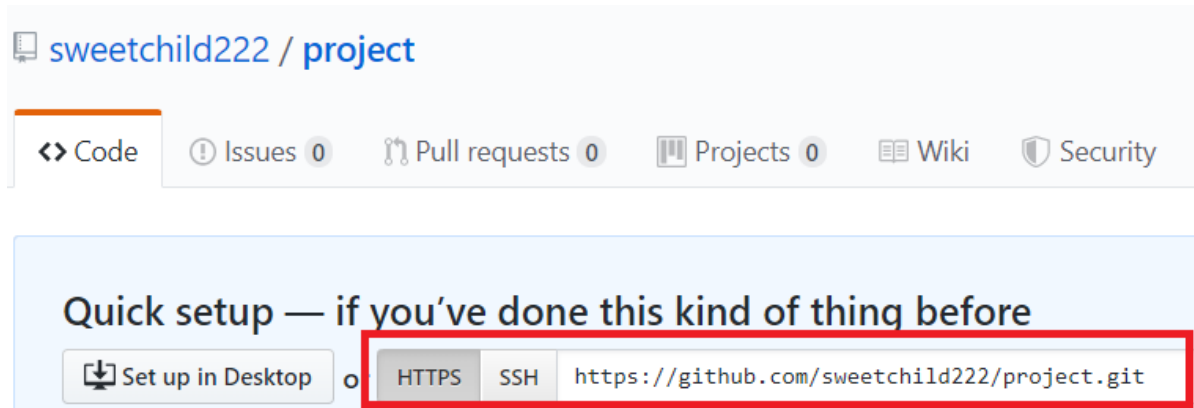 sweetchild222 / project
Code Issues 0 Pull requests 0 Projects 0 Wiki Security
Quick setup — if you’ve done this kind of thing before
Set up in Desktop o HTTPS SSH https://github.com/sweetchild222/project.git